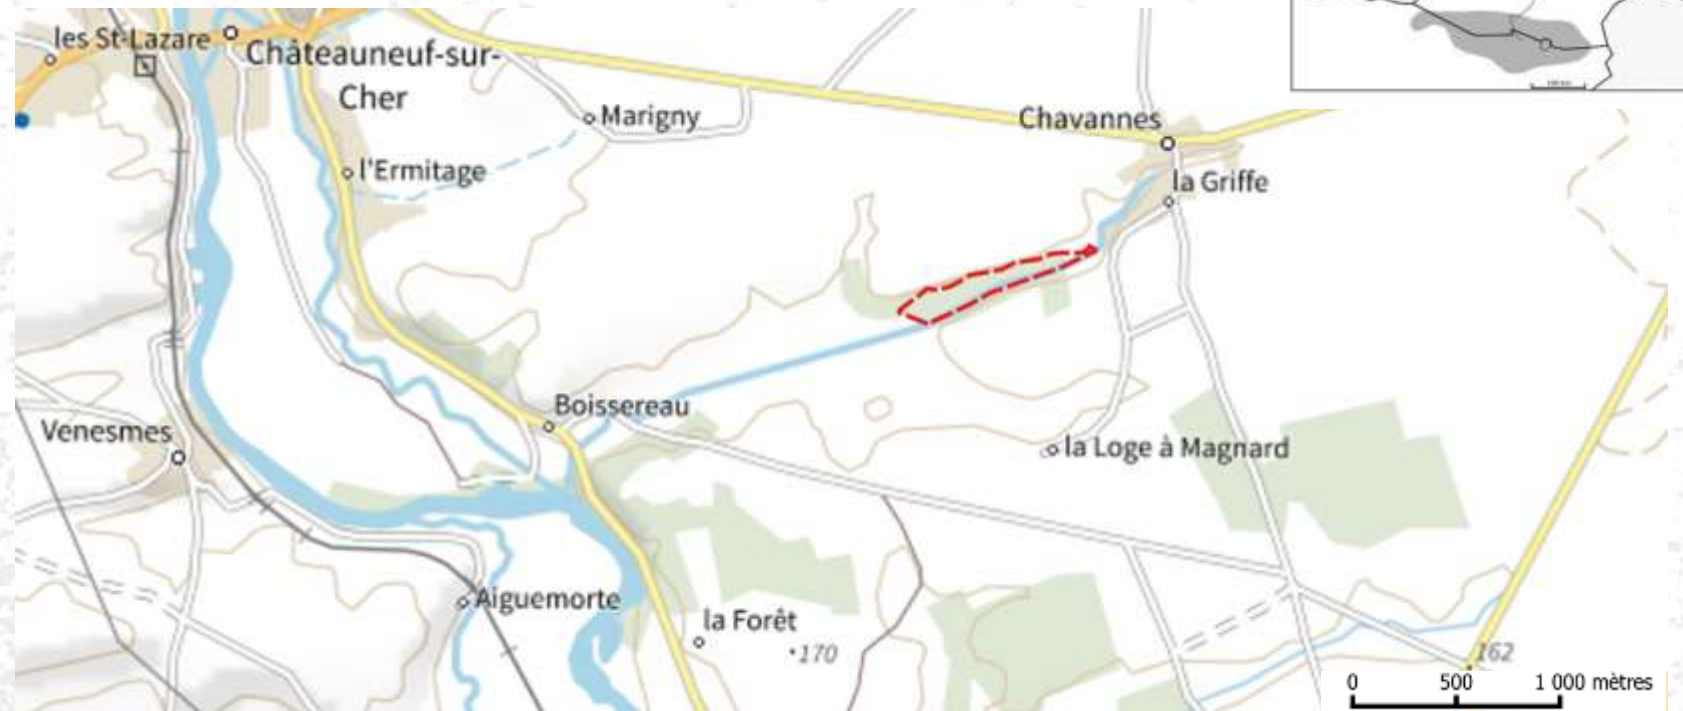 les St-Lazare
Châteauneuf-sur-
Cher
Marigny
Chavannes
l'Ermitage
la Griffe
Boissereau
Venesmes
la Loge à Magnard
Aiguemorte
la Forêt
170
162
0 500 1 000 mètres